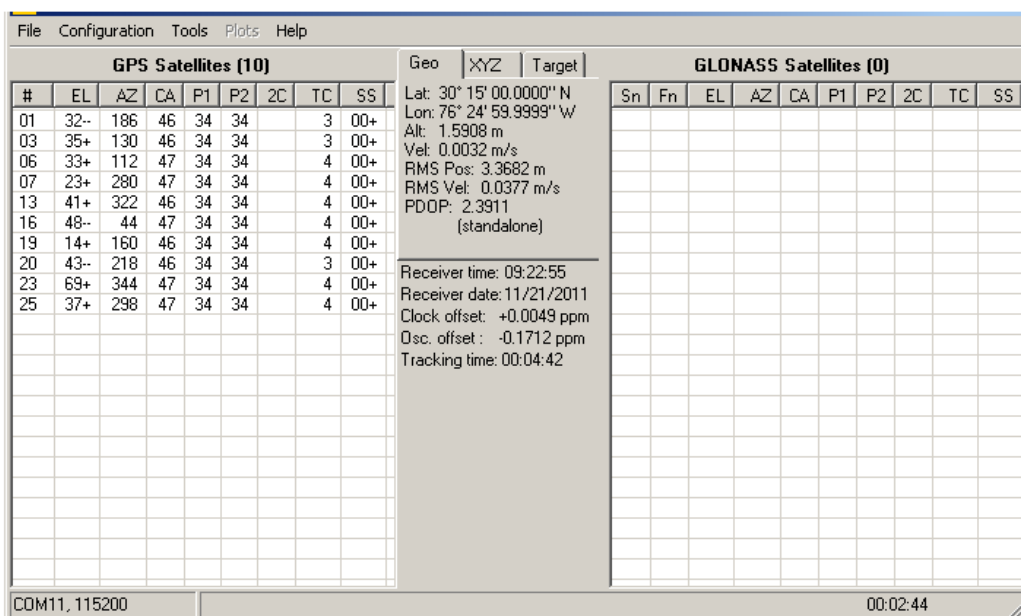 File Configuration Tools Plots Help
GPS Satellites (10)
# EL AZ CA P1 P2 2C TC SS
01 32-- 186 46 34 34 3 00+
03 35+ 130 46 34 34 3 00+
06 33+ 112 47 34 34 4 00+
07 23+ 280 47 34 34 4 00+
13 41+ 322 46 34 34 4 00+
16 48-- 44 47 34 34 4 00+
19 14+ 160 46 34 34 4 00+
20 43-- 218 46 34 34 3 00+
23 69+ 344 47 34 34 4 00+
25 37+ 298 47 34 34 4 00+
Geo XYZ Target
Lat: 30° 15' 00.0000'' N
Lon: 76° 24' 59.9999'' W
Alt: 1.5908 m
Vel: 0.0032 m/s
RMS Pos: 3.3682 m
RMS Vel: 0.0377 m/s
PDOP: 2.3911
(standalone)
Receiver time: 09:22:55
Receiver date: 11/21/2011
Clock offset: +0.0049 ppm
Osc. offset : -0.1712 ppm
Tracking time: 00:04:42
GLONASS Satellites (0)
Sn Fn EL AZ CA P1 P2 2C TC SS
COM11, 115200
00:02:44